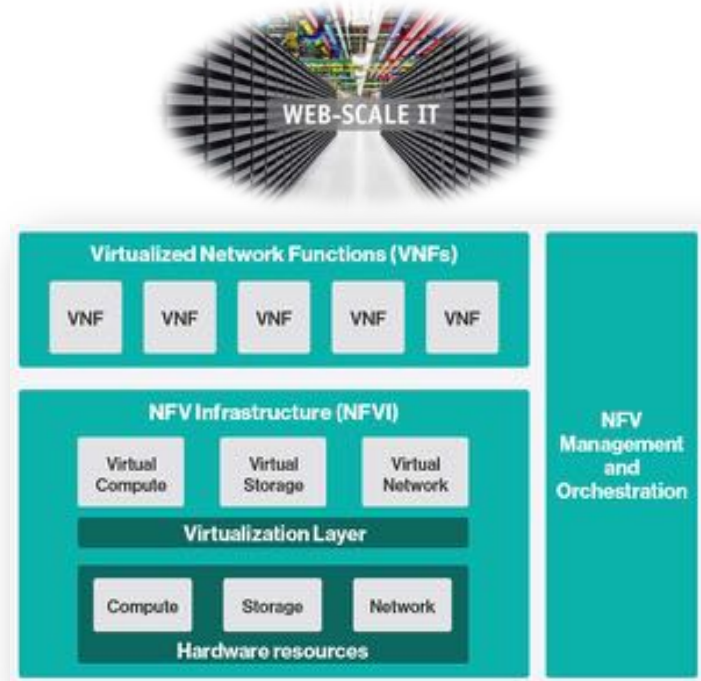 WEB-SCALE IT
Virtualized Network Functions (VNFs)
VNF VNF VNF VNF VNF
NFV Infrastructure (NFVI)
Virtual Virtual Virtual
Compute Storage Network
Virtualization Layer
Compute Storage Network
Hardware resources
NFV
Management
and
Orchestration